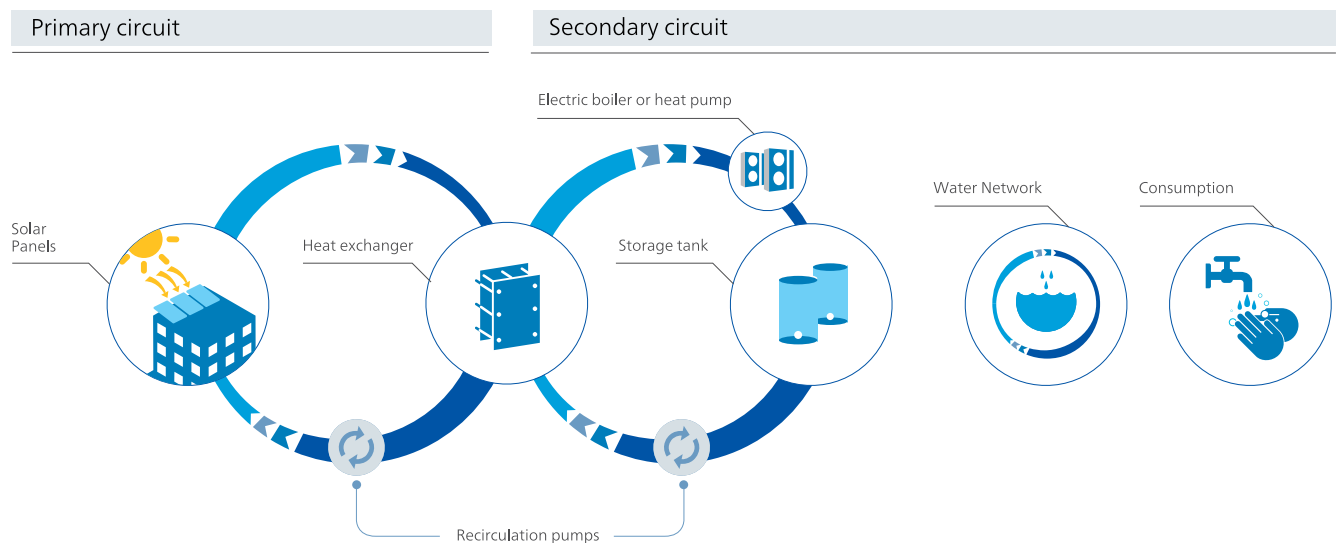 Primary circuit
Secondary circuit
Electric boiler or heat pump
Water Network
Consumption
Solar
Panels
Heat exchanger
Storage tank
Recirculation pumps